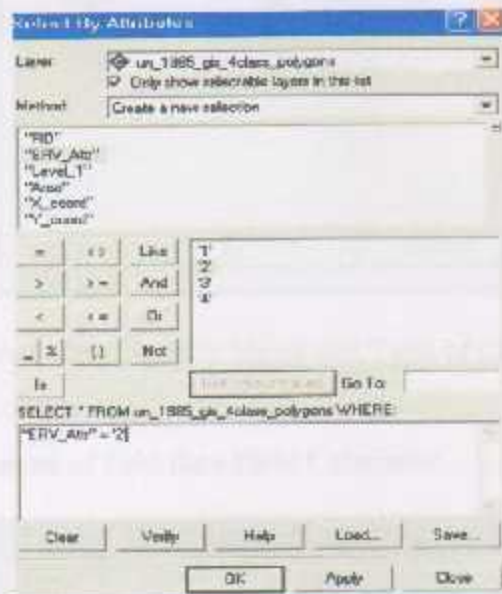 Select By Attributes
Layer: un_1985_gis_4class_polygons
Only show selectable layers in this list
Method: Create a new selection
"FID"
"ERV_Attr"
"Level_1"
"Area"
"X_coord"
"Y_coord"
= < > Like '1'
'2'
> > = And '3'
'4'
< < = Or
_ % ( ) Not
Is Go To:
SELECT * FROM un_1985_gis_4class_polygons WHERE:
"ERV_Attr" = '2'
Clear Verify Help Load... Save...
OK Apply Close